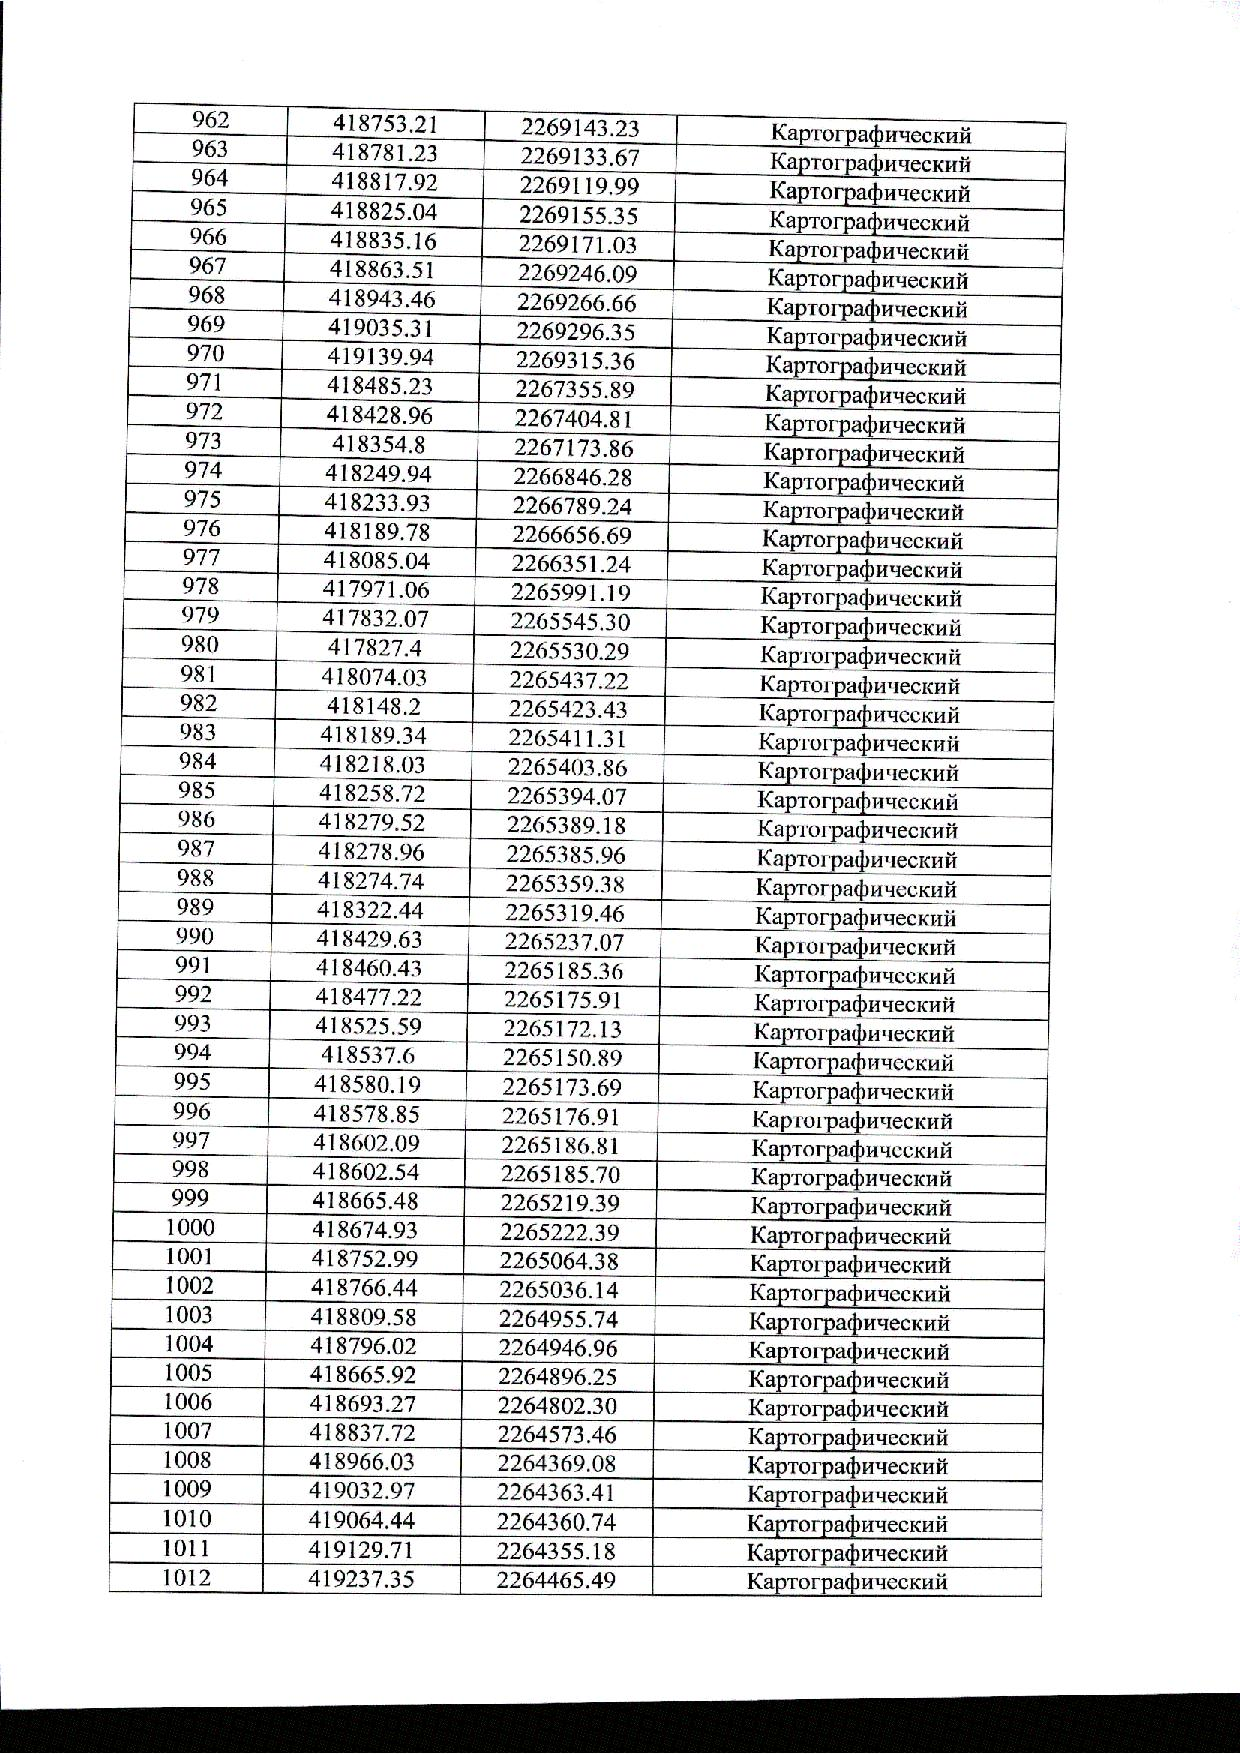 962 418753.21 2269143.23 Картографический
963 418781.23 2269133.67 Картографический
964 418817.92 2269119.99 Картографический
965 418825.04 2269155.35 Картографический
966 418835.16 2269171.03 Картографический
967 418863.51 2269246.09 Картографический
968 418943.46 2269266.66 Картографический
969 419035.31 2269296.35 Картографический
970 419139.94 2269315.36 Картографический
971 418485.23 2267355.89 Картографический
972 418428.96 2267404.81 Картографический
973 418354.8 2267173.86 Картографический
974 418249.94 2266846.28 Картографический
975 418233.93 2266789.24 Картографический
976 418189.78 2266656.69 Картографический
977 418085.04 2266351.24 Картографический
978 417971.06 2265991.19 Картографический
979 417832.07 2265545.30 Картографический
980 417827.4 2265530.29 Картографический
981 418074.03 2265437.22 Картографический
982 418148.2 2265423.43 Картографический
983 418189.34 2265411.31 Картографический
984 418218.03 2265403.86 Картографический
985 418258.72 2265394.07 Картографический
986 418279.52 2265389.18 Картографический
987 418278.96 2265385.96 Картографический
988 418274.74 2265359.38 Картографический
989 418322.44 2265319.46 Картографический
990 418429.63 2265237.07 Картографический
991 418460.43 2265185.36 Картографический
992 418477.22 2265175.91 Картографический
993 418525.59 2265172.13 Картографический
994 418537.6 2265150.89 Картографический
995 418580.19 2265173.69 Картографический
996 418578.85 2265176.91 Картографический
997 418602.09 2265186.81 Картографический
998 418602.54 2265185.70 Картографический
999 418665.48 2265219.39 Картографический
1000 418674.93 2265222.39 Картографический
1001 418752.99 2265064.38 Картографический
1002 418766.44 2265036.14 Картографический
1003 418809.58 2264955.74 Картографический
1004 418796.02 2264946.96 Картографический
1005 418665.92 2264896.25 Картографический
1006 418693.27 2264802.30 Картографический
1007 418837.72 2264573.46 Картографический
1008 418966.03 2264369.08 Картографический
1009 419032.97 2264363.41 Картографический
1010 419064.44 2264360.74 Картографический
1011 419129.71 2264355.18 Картографический
1012 419237.35 2264465.49 Картографический